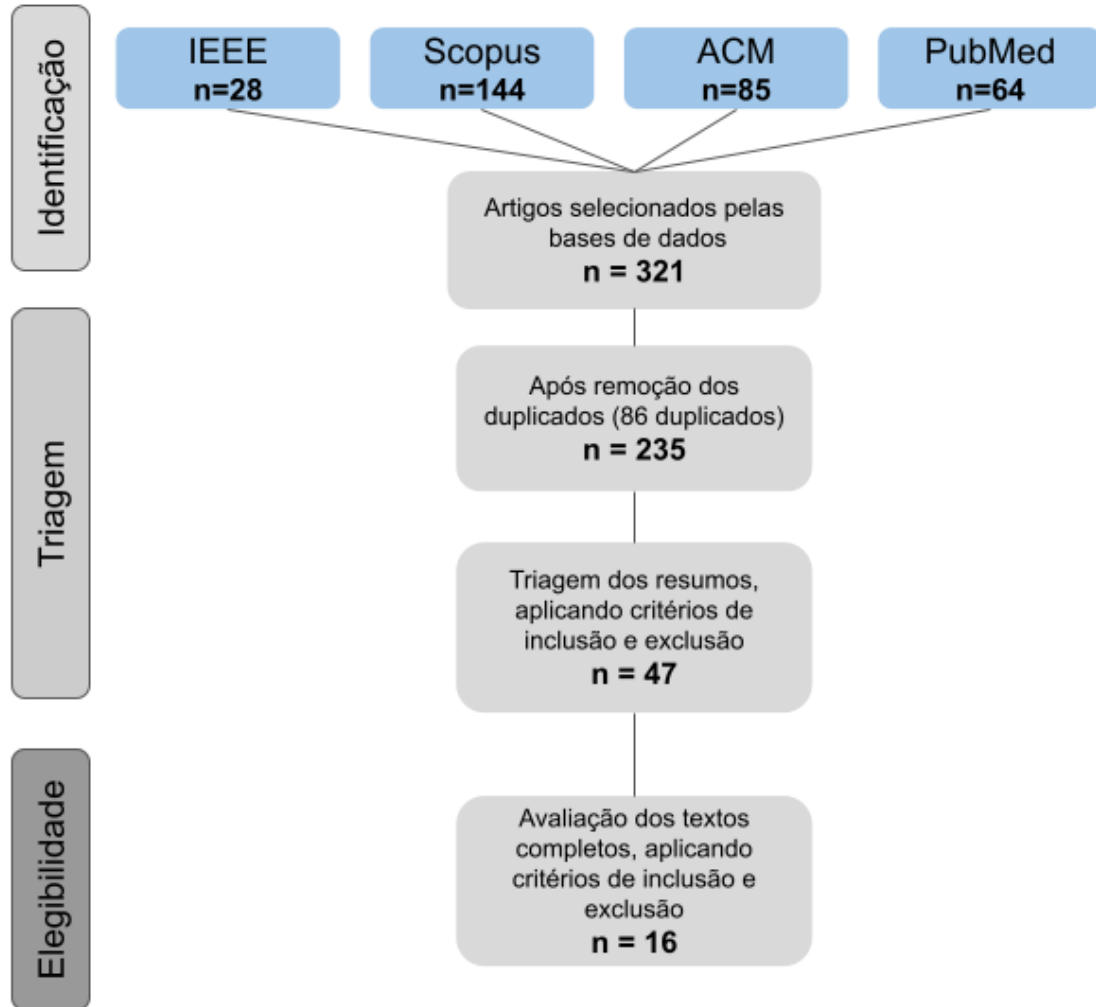 Identificação
IEEE
n=28
Scopus
n=144
ACM
n=85
PubMed
n=64
Artigos selecionados pelas
bases de dados
n = 321
Triagem
Após remoção dos
duplicados (86 duplicados)
n = 235
Triagem dos resumos,
aplicando critérios de
inclusão e exclusão
n = 47
Elegibilidade
Avaliação dos textos
completos, aplicando
critérios de inclusão e
exclusão
n = 16